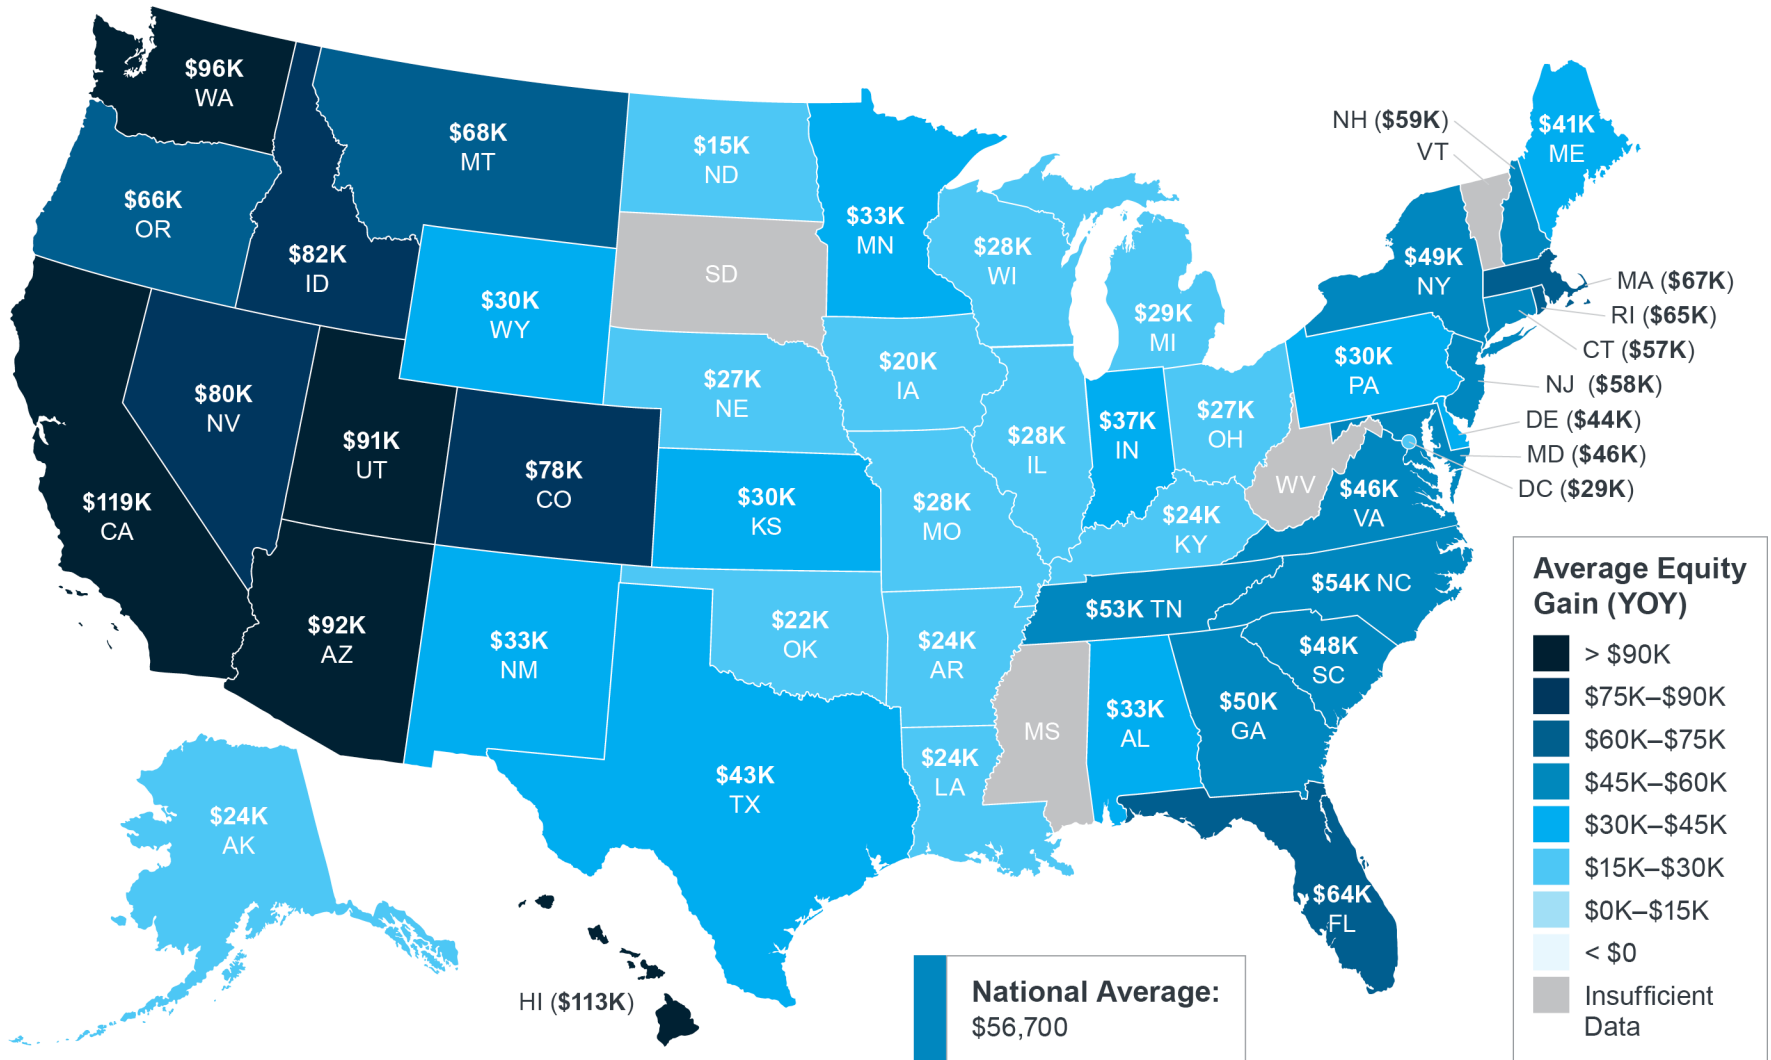 $96K
WA
$68K
MT
$15K
ND
$33K
MN
$66K
OR
$82K
ID
$30K
WY
SD
$28K
WI
$29K
MI
NH ($59K)
VT
$41K
ME
$49K
NY
MA ($67K)
RI ($65K)
CT ($57K)
NJ ($58K)
DE ($44K)
MD ($46K)
DC ($29K)
$119K
CA
$80K
NV
$91K
UT
$78K
CO
$27K
NE
$20K
IA
$28K
IL
$37K
IN
$27K
OH
$30K
PA
WV
$46K
VA
$30K
KS
$28K
MO
$24K
KY
$92K
AZ
$33K
NM
$22K
OK
$24K
AR
$53K TN
$54K NC
$48K
SC
$43K
TX
$24K
LA
MS
$33K
AL
$50K
GA
$64K
FL
$24K
AK
HI ($113K)
National Average:
$56,700
Average Equity
Gain (YOY)
> $90K
$75K–$90K
$60K–$75K
$45K–$60K
$30K–$45K
$15K–$30K
$0K–$15K
< $0
Insufficient
Data